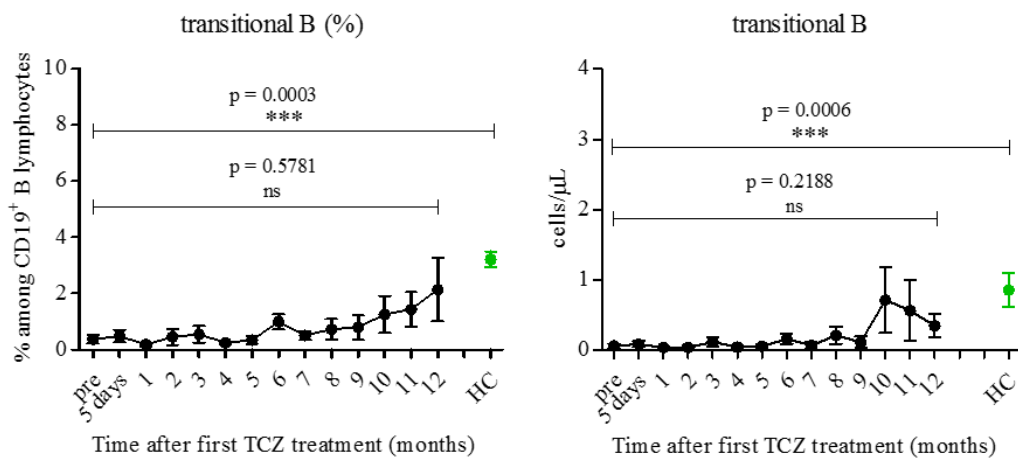 transitional B (%)
% among CD19⁺ B lymphocytes
10
8
6
4
2
0
p = 0.0003
***
p = 0.5781
ns
pre
5 days
1
2
3
4
5
6
7
8
9
10
11
12
HC
Time after first TCZ treatment (months)
transitional B
cells/μL
4
3
2
1
0
p = 0.0006
***
p = 0.2188
ns
pre
5 days
1
2
3
4
5
6
7
8
9
10
11
12
HC
Time after first TCZ treatment (months)